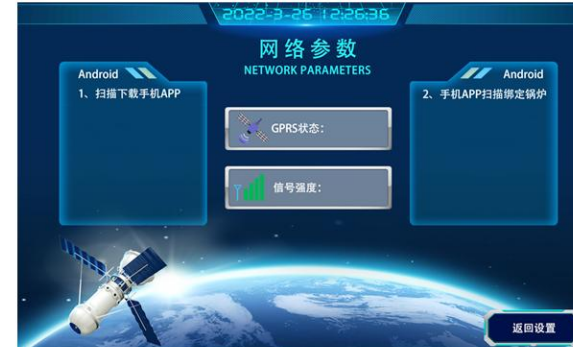 2022-3-26 12:26:36
网络参数
NETWORK PARAMETERS
Android
1、扫描下载手机APP
Android
2、手机APP扫描绑定锅炉
GPRS状态：
信号强度：
返回设置